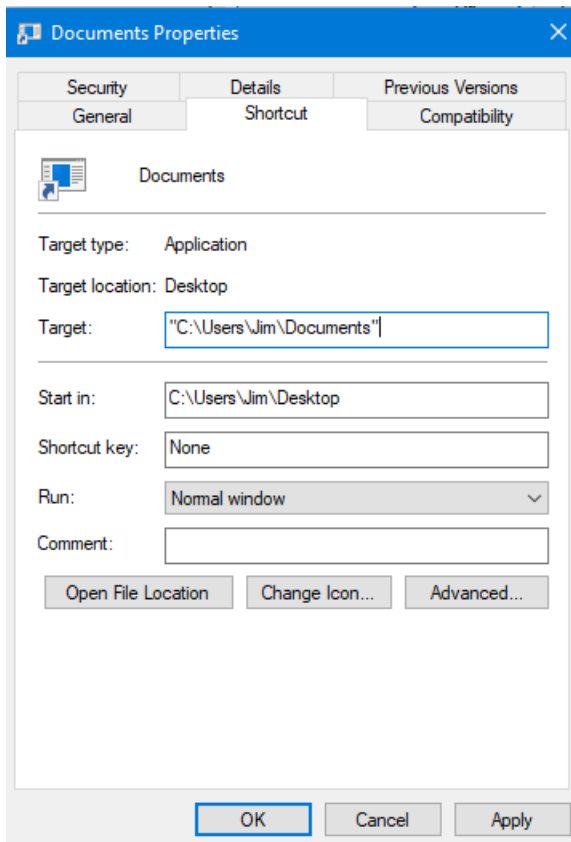 Documents Properties
Security Details Previous Versions
General Shortcut Compatibility
Documents
Target type: Application
Target location: Desktop
Target: "C:\Users\Jim\Documents"
Start in: C:\Users\Jim\Desktop
Shortcut key: None
Run: Normal window
Comment:
Open File Location Change Icon... Advanced...
OK Cancel Apply